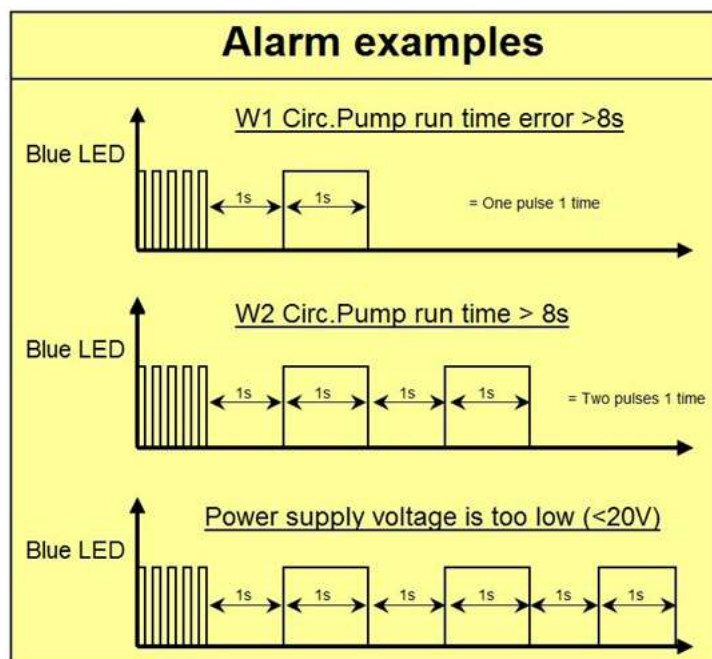 Alarm examples
W1 Circ.Pump run time error >8s
Blue LED
1s 1s = One pulse 1 time
W2 Circ.Pump run time > 8s
Blue LED
1s 1s 1s 1s = Two pulses 1 time
Power supply voltage is too low (<20V)
Blue LED
1s 1s 1s 1s 1s 1s